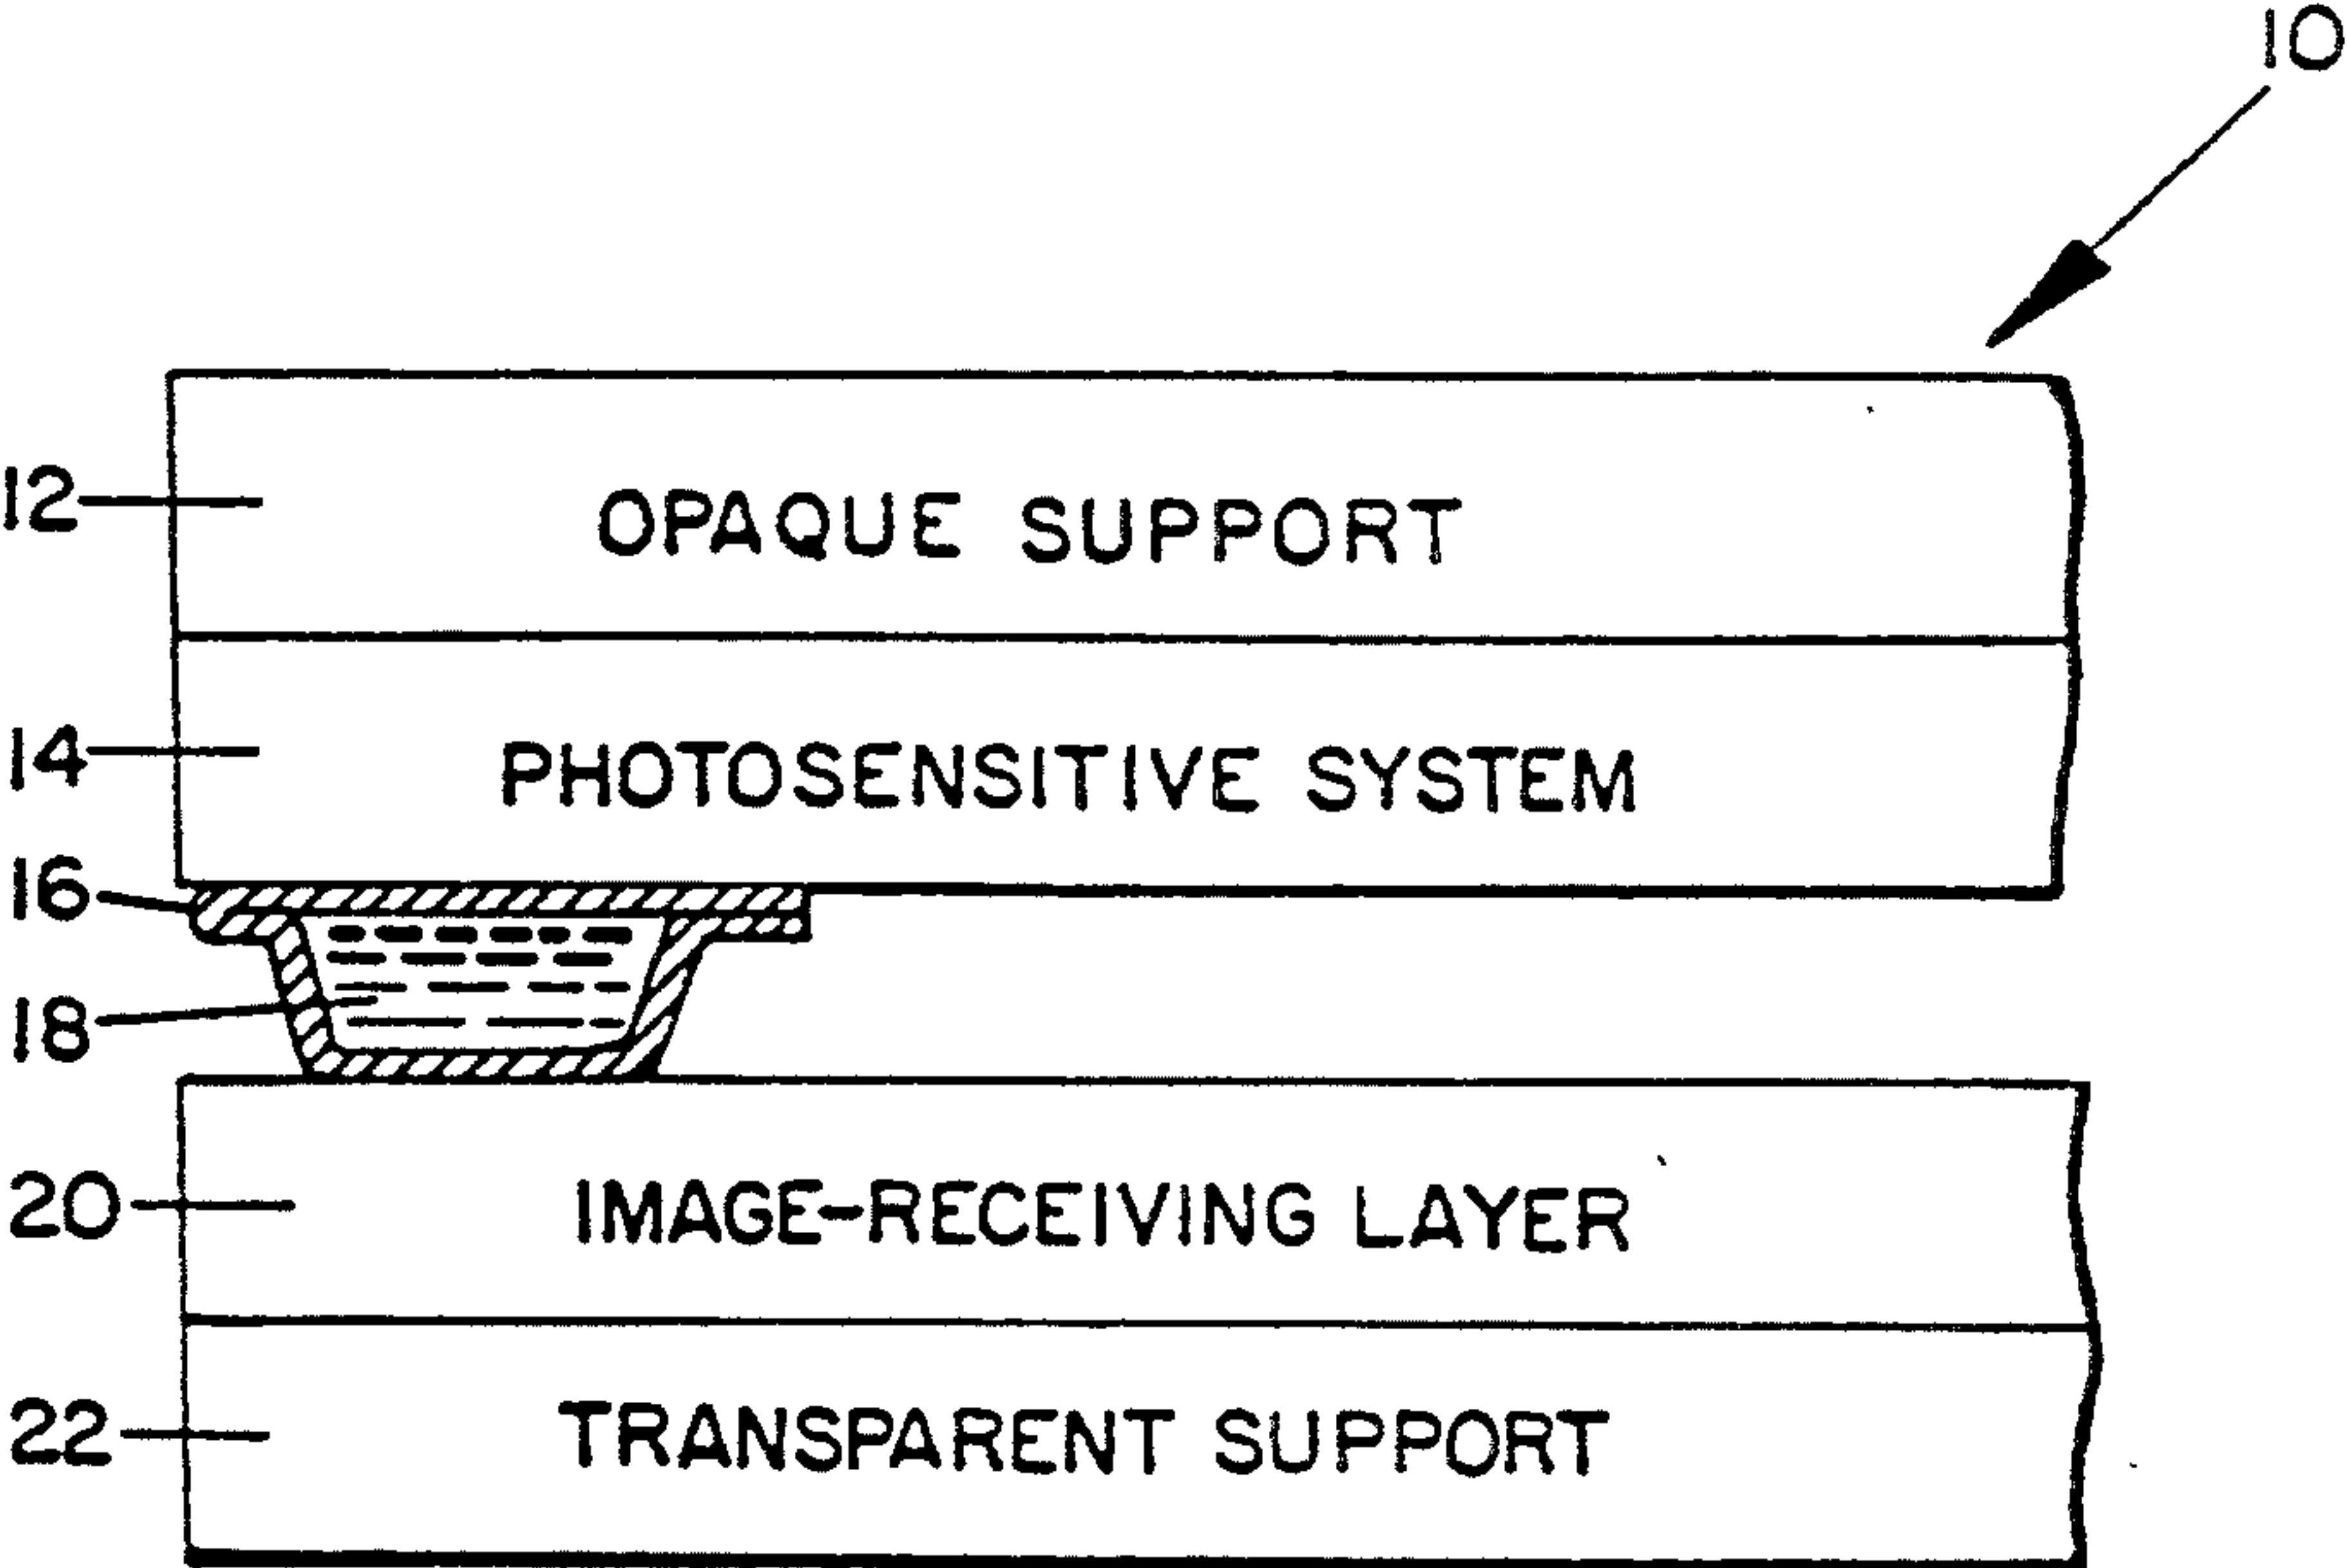 10
12 OPAQUE SUPPORT
14 PHOTOSENSITIVE SYSTEM
16
18
20 IMAGE-RECEIVING LAYER
22 TRANSPARENT SUPPORT